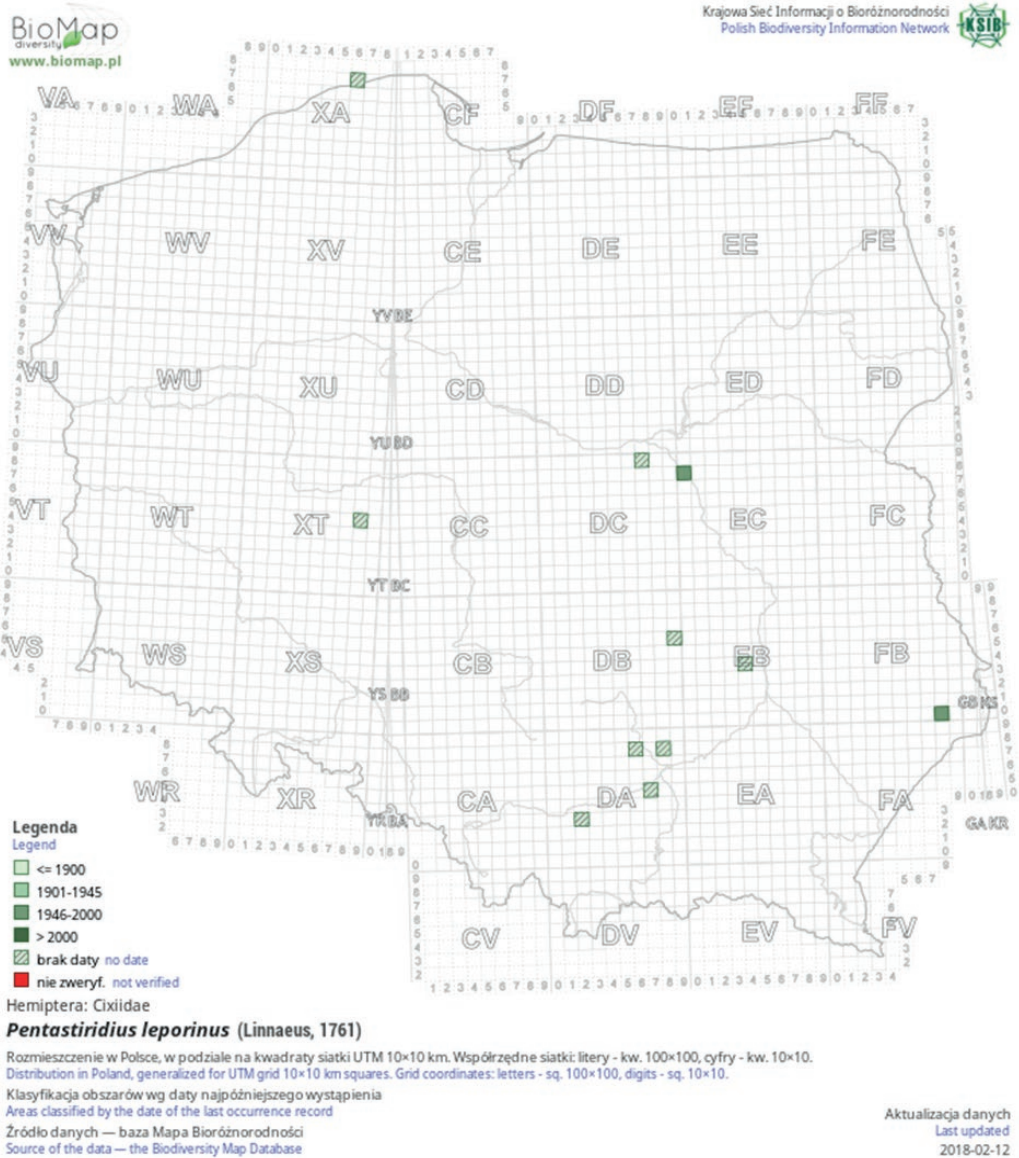 BioMap
diversity
www.biomap.pl
Krajowa Sieć Informacji o Bioróżnorodności
Polish Biodiversity Information Network
KSIB
VA WA XA CF DF EF FF
VV WV XV CE DE EE FE
YV BE
VU WU XU CD DD ED FD
YU BD
VT WT XT CC DC EC FC
YT BC
VS WS XS CB DB EB FB
YS BB
GB KS
WR XR CA DA EA FA
YR BA
GA KR
CV DV EV FV
Legenda
Legend
<= 1900
1901-1945
1946-2000
> 2000
brak daty no date
nie zweryf. not verified
Hemiptera: Cixiidae
Pentastiridius leporinus (Linnaeus, 1761)
Rozmieszczenie w Polsce, w podziale na kwadraty siatki UTM 10×10 km. Współrzędne siatki: litery - kw. 100×100, cyfry - kw. 10×10.
Distribution in Poland, generalized for UTM grid 10×10 km squares. Grid coordinates: letters - sq. 100×100, digits - sq. 10×10.
Klasyfikacja obszarów wg daty najpóźniejszego wystąpienia
Areas classified by the date of the last occurrence record
Źródło danych — baza Mapa Bioróżnorodności
Source of the data — the Biodiversity Map Database
Aktualizacja danych
Last updated
2018-02-12